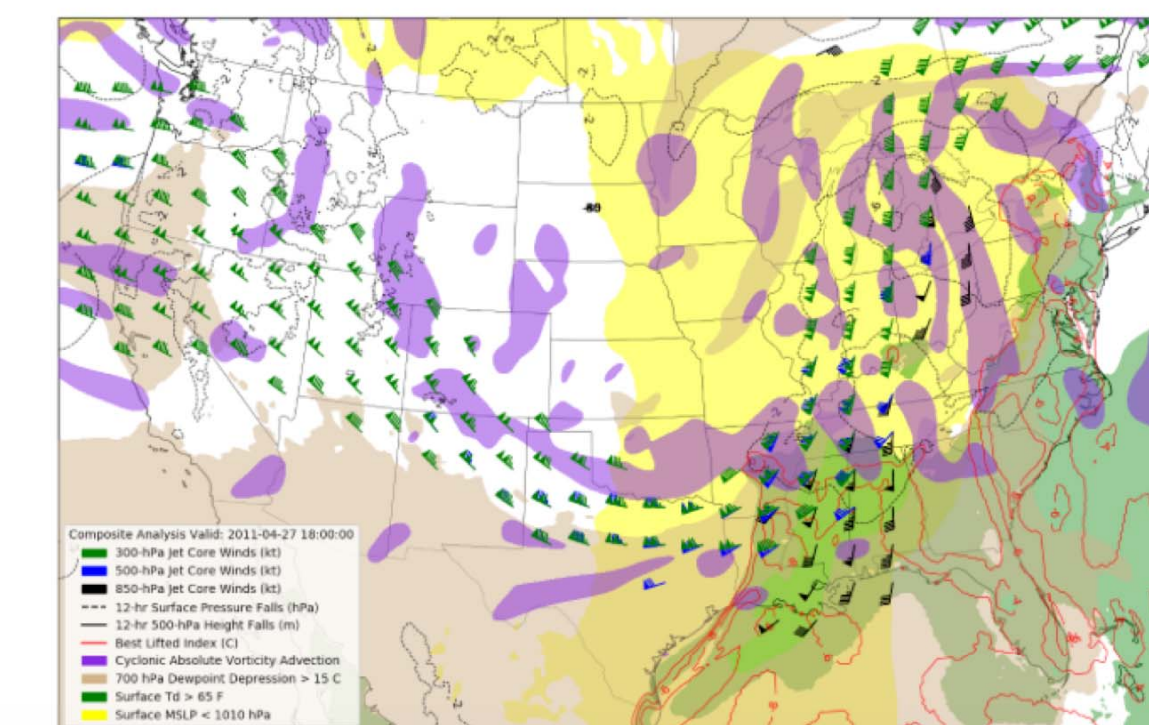 -80
Composite Analysis Valid: 2011-04-27 18:00:00
300-hPa Jet Core Winds (kt)
500-hPa Jet Core Winds (kt)
850-hPa Jet Core Winds (kt)
12-hr Surface Pressure Falls (hPa)
12-hr 500-hPa Height Falls (m)
Best Lifted Index (C)
Cyclonic Absolute Vorticity Advection
700 hPa Dewpoint Depression > 15 C
Surface Td > 65 F
Surface MSLP < 1010 hPa